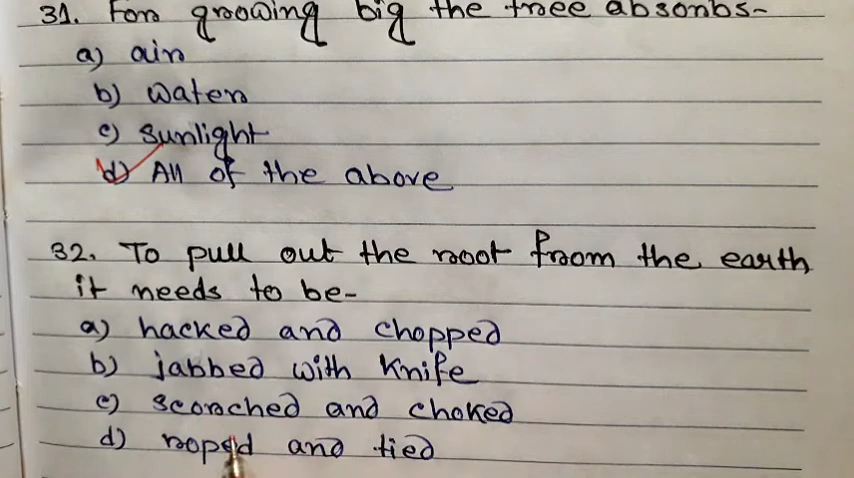 31. For growing big the tree absorbs-
a) air
b) water
c) Sunlight
d) All of the above
32. To pull out the root from the earth
it needs to be-
a) hacked and chopped
b) jabbed with knife
c) scorached and choked
d) roped and tied